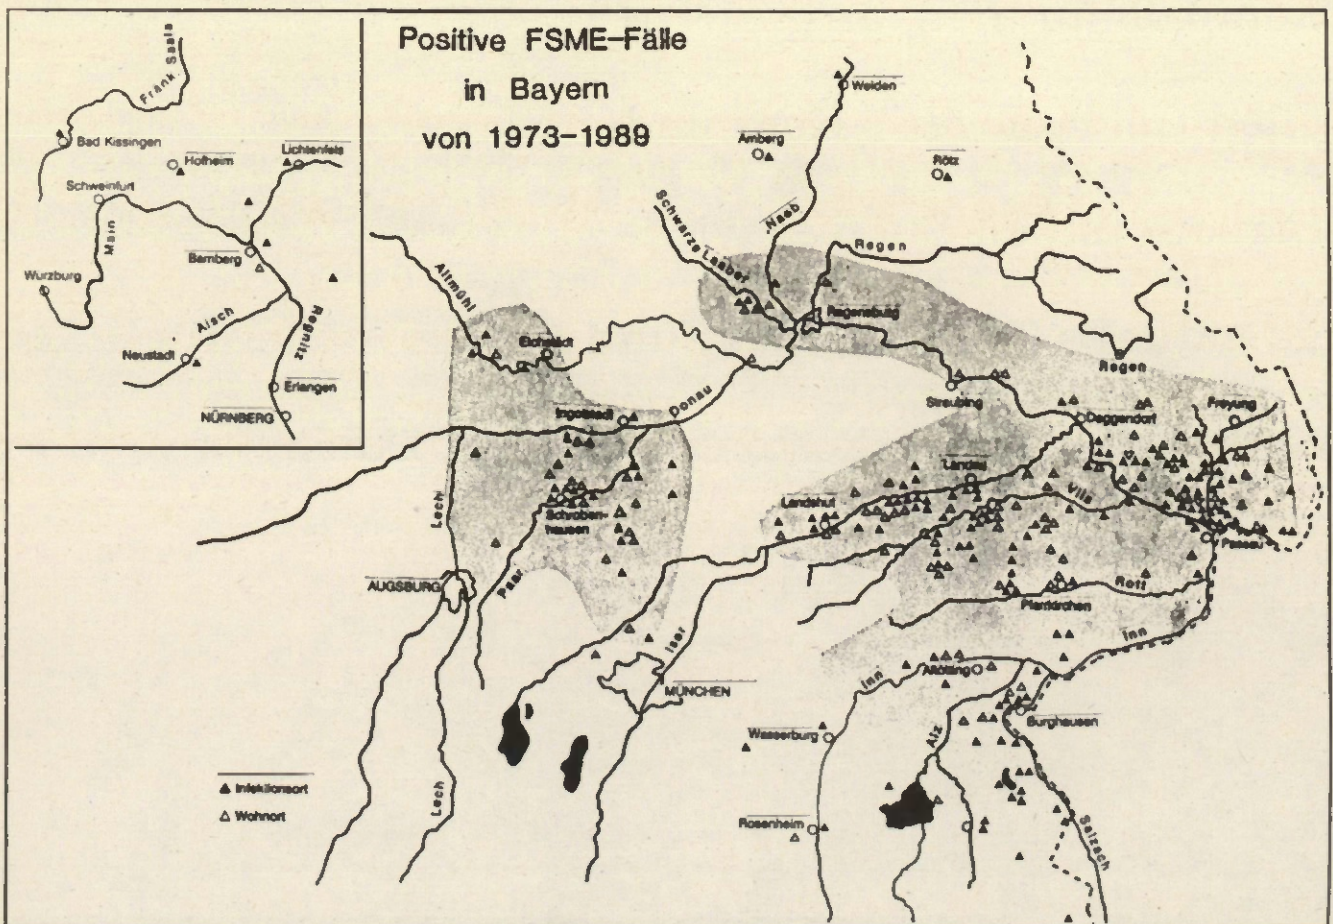 Positive FSME-Fälle
in Bayern
von 1973-1989
Fränk Saale
Bad Kissingen
Hofheim
Lichtenfels
Schweinfurt
Main
Bamberg
Würzburg
Aisch
Regnitz
Neustadt
Erlangen
NÜRNBERG
Weiden
Amberg
Rötz
Naab
Schwarze Laaber
Regen
Altmühl
Regensburg
Eichstädt
Regen
Donau
Straubing
Ingolstadt
Deggendorf
Freyung
Landau
Lech
Landshut
Vils
Schroben-
hausen
Passau
AUGSBURG
Paar
Rott
Pfarrkirchen
Isar
Inn
Inn
Altötting
MÜNCHEN
Burghausen
Wasserburg
Alz
Infektionsort
Wohnort
Lech
Rosenheim
Salzach